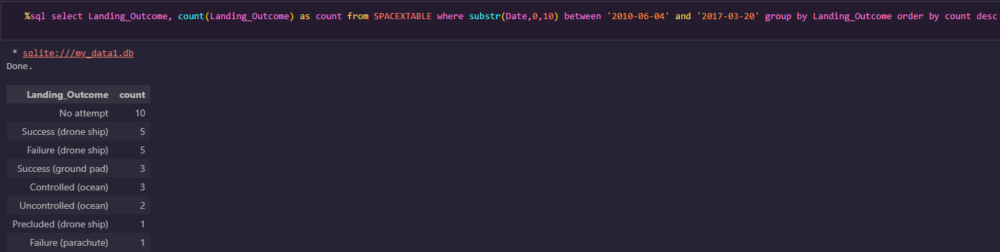 %sql select Landing_Outcome, count(Landing_Outcome) as count from SPACEXTABLE where substr(Date,0,10) between '2010-06-04' and '2017-03-20' group by Landing_Outcome order by count desc
* sqlite:///my_data1.db
Done.
Landing_Outcome count
No attempt 10
Success (drone ship) 5
Failure (drone ship) 5
Success (ground pad) 3
Controlled (ocean) 3
Uncontrolled (ocean) 2
Precluded (drone ship) 1
Failure (parachute) 1